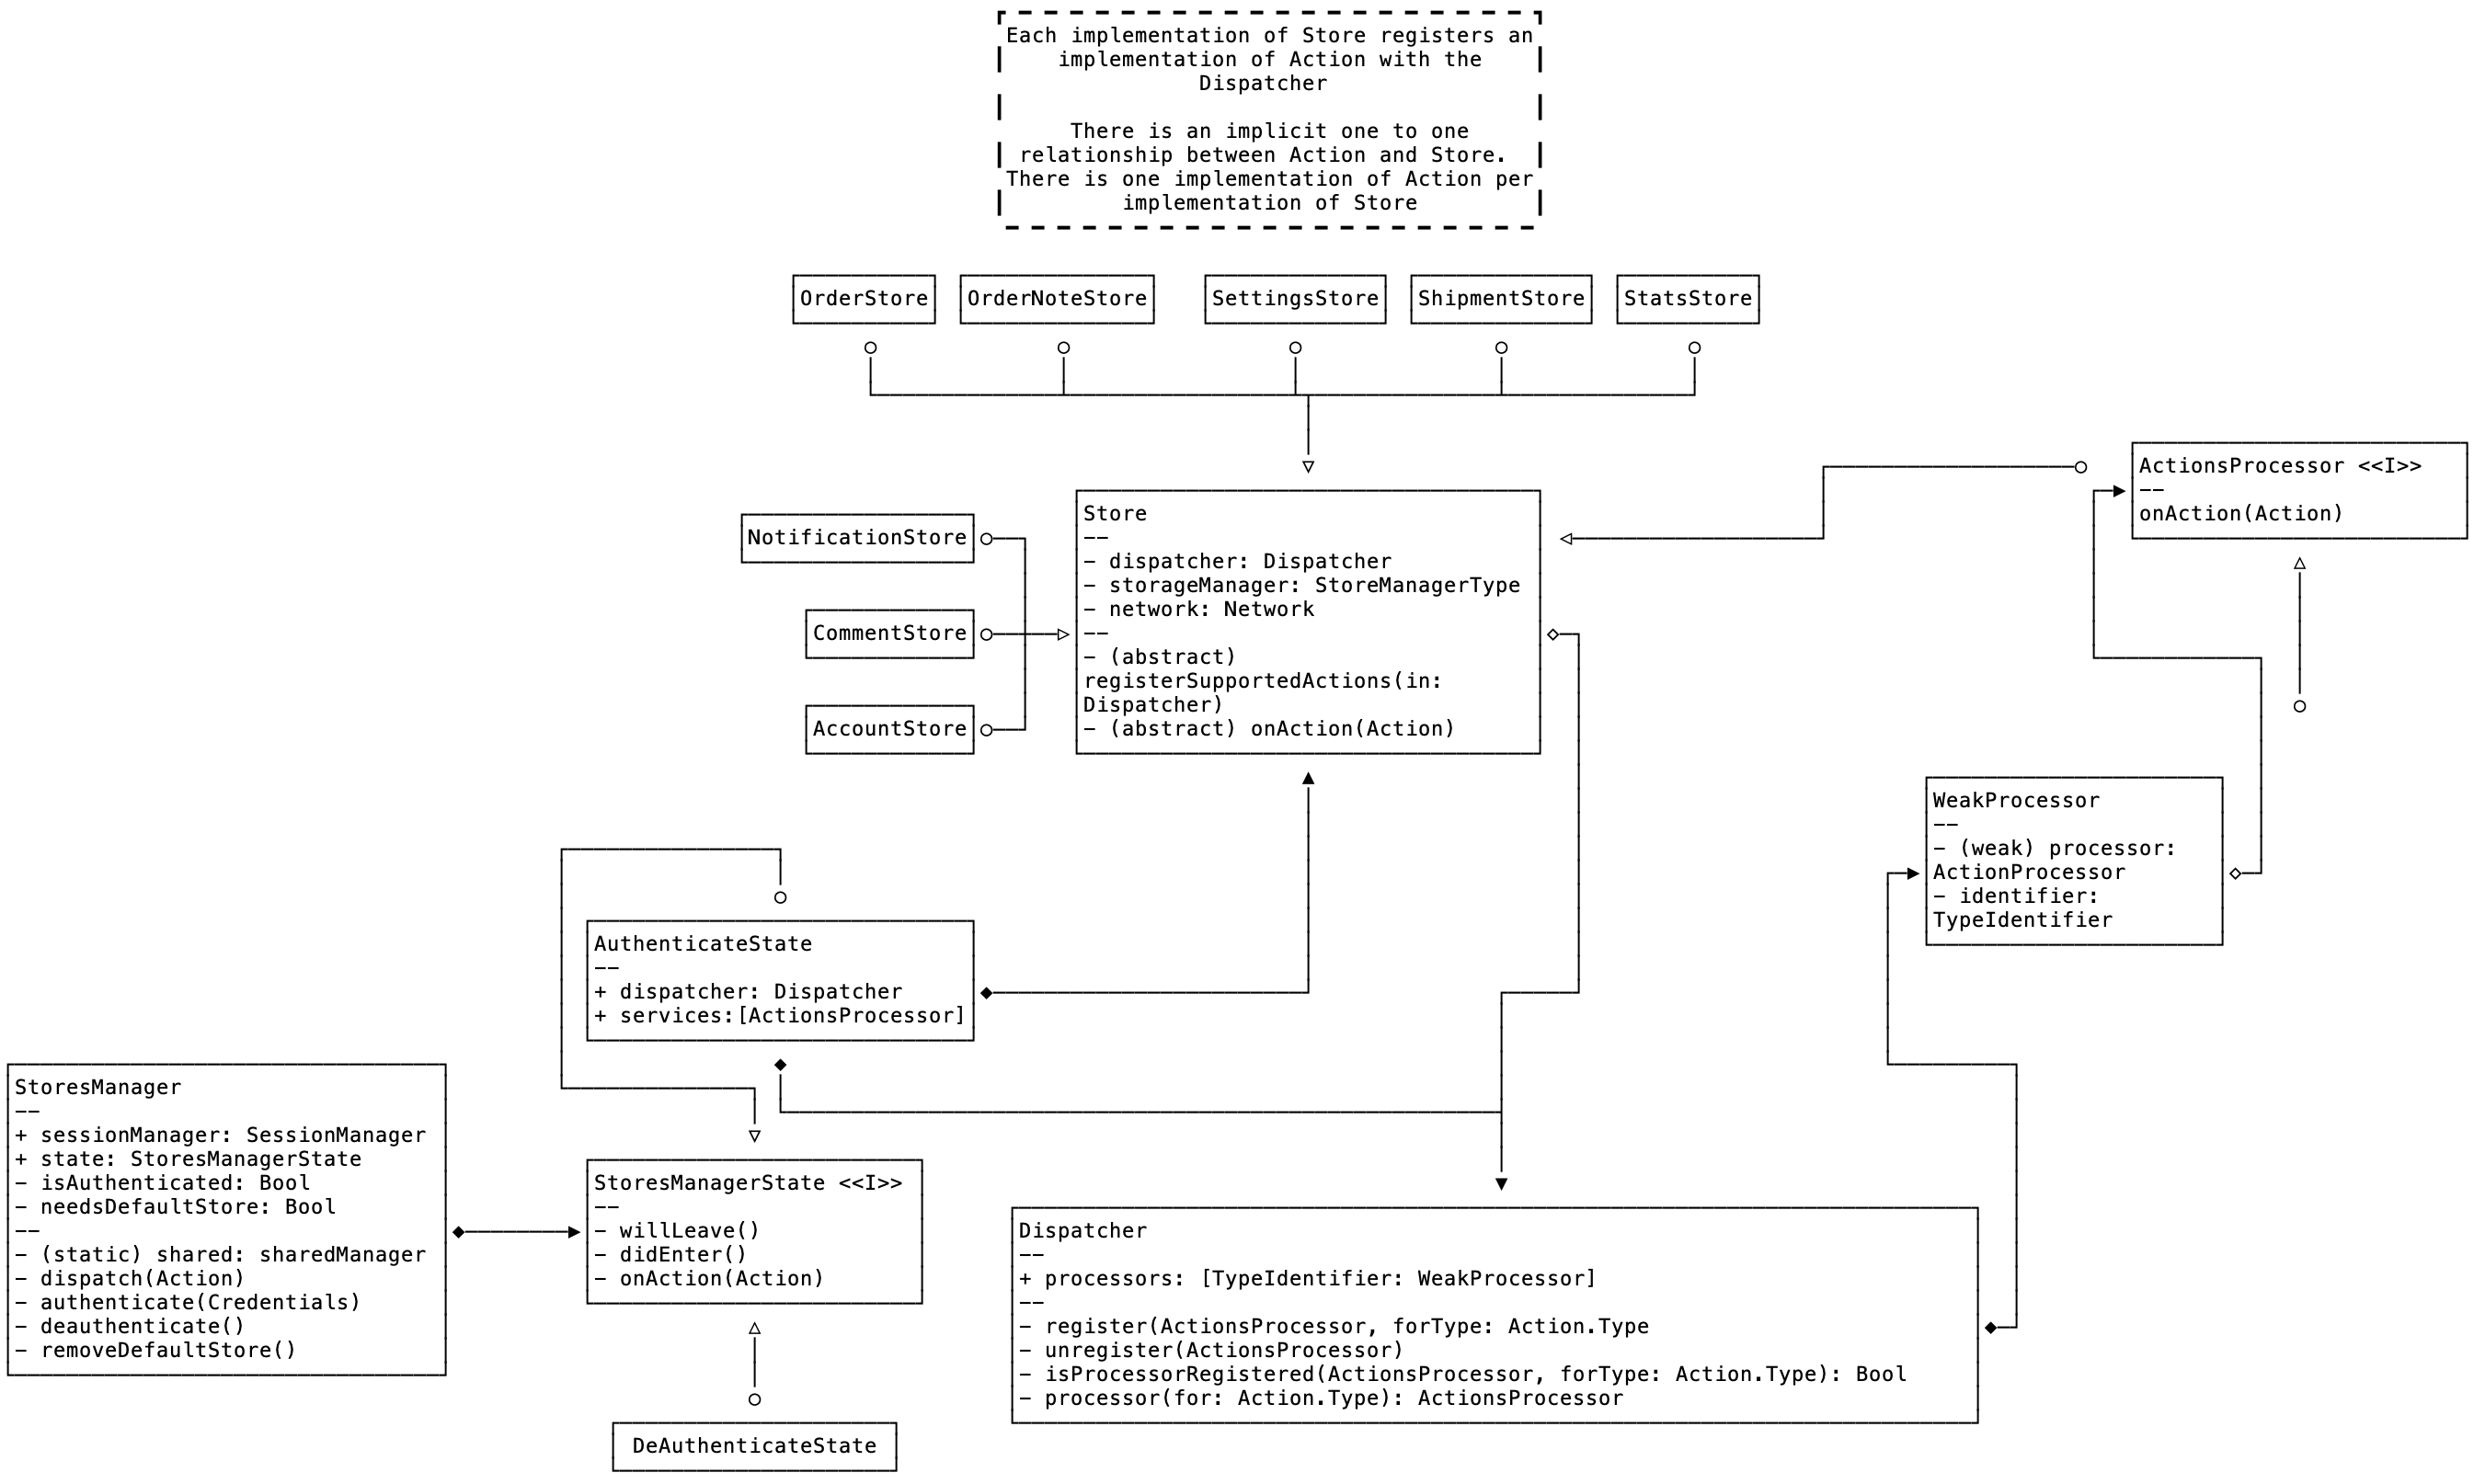 Each implementation of Store registers an
implementation of Action with the
Dispatcher
There is an implicit one to one
relationship between Action and Store.
There is one implementation of Action per
implementation of Store
OrderStore
OrderNoteStore
SettingsStore
ShipmentStore
StatsStore
ActionsProcessor <<I>>
--
onAction(Action)
Store
--
- dispatcher: Dispatcher
- storageManager: StoreManagerType
- network: Network
--
- (abstract)
registerSupportedActions(in:
Dispatcher)
- (abstract) onAction(Action)
NotificationStore
CommentStore
AccountStore
WeakProcessor
--
- (weak) processor:
ActionProcessor
- identifier:
TypeIdentifier
AuthenticateState
--
+ dispatcher: Dispatcher
+ services:[ActionsProcessor]
StoresManager
--
+ sessionManager: SessionManager
+ state: StoresManagerState
- isAuthenticated: Bool
- needsDefaultStore: Bool
--
- (static) shared: sharedManager
- dispatch(Action)
- authenticate(Credentials)
- deauthenticate()
- removeDefaultStore()
StoresManagerState <<I>>
--
- willLeave()
- didEnter()
- onAction(Action)
Dispatcher
--
+ processors: [TypeIdentifier: WeakProcessor]
--
- register(ActionsProcessor, forType: Action.Type
- unregister(ActionsProcessor)
- isProcessorRegistered(ActionsProcessor, forType: Action.Type): Bool
- processor(for: Action.Type): ActionsProcessor
DeAuthenticateState